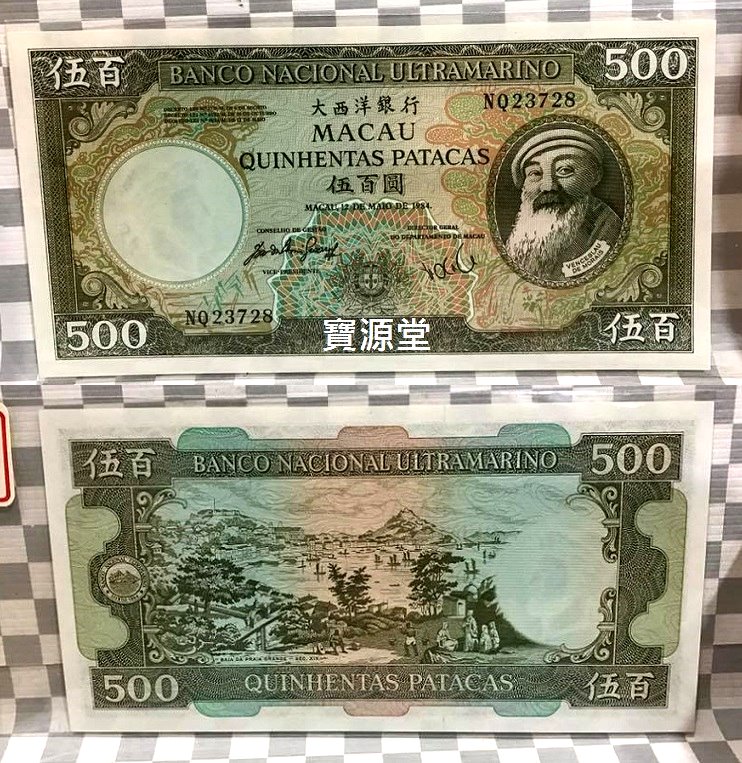 伍百
BANCO NACIONAL ULTRAMARINO
500
大西洋銀行
NQ23728
MACAU
QUINHENTAS PATACAS
伍百圓
MACAU, 12 DE MAIO DE 1984.
CONSELHO DE GESTÃO
VICE-PRESIDENTE
DIRECTOR GERAL
DO DEPARTAMENTO DE MACAU
VENCESLAU
DE MORAIS
NQ23728
500
伍百
寶源堂
伍百
BANCO NACIONAL ULTRAMARINO
500
BAIA DA PRAIA GRANDE - SÉC. XIX
500
QUINHENTAS PATACAS
伍百